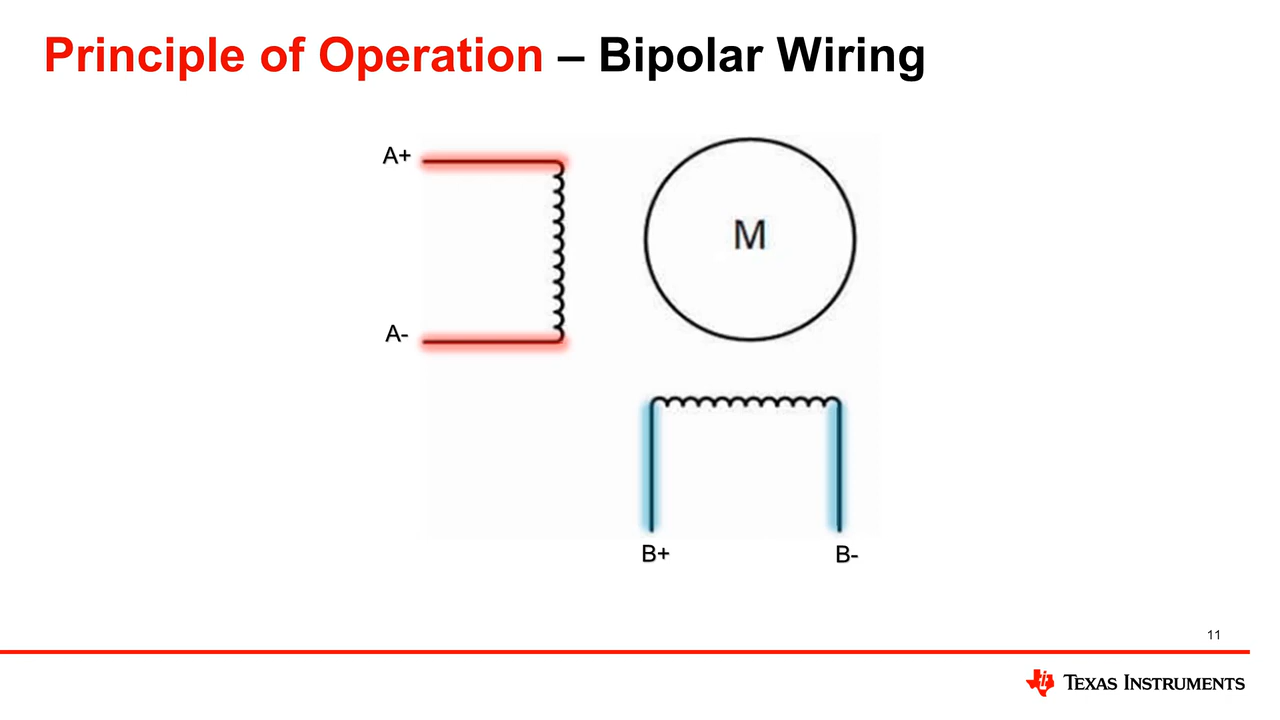 Principle of Operation – Bipolar Wiring
A+
M
A-
B+
B-
11
TEXAS INSTRUMENTS